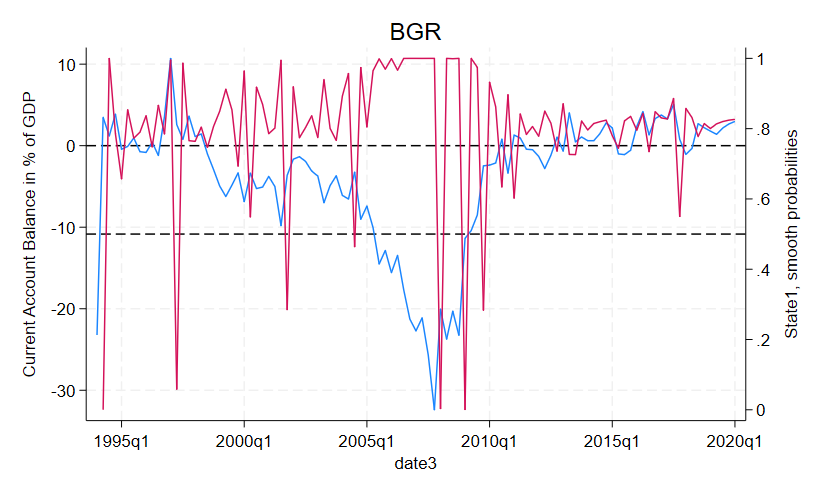 BGR
Current Account Balance in % of GDP
10
0
-10
-20
-30
State1, smooth probabilities
1
.8
.6
.4
.2
0
1995q1
2000q1
2005q1
2010q1
2015q1
2020q1
date3